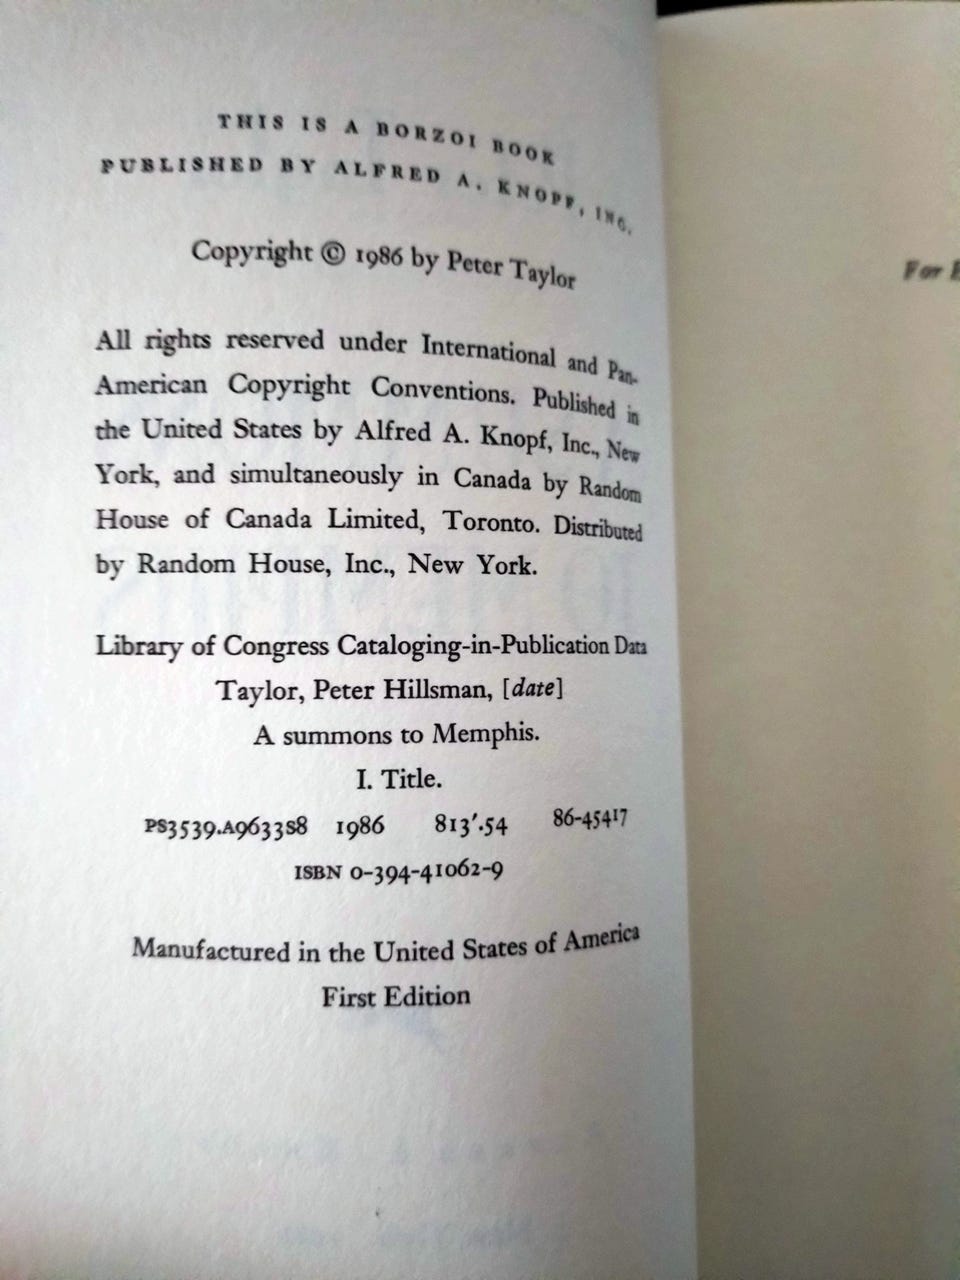 THIS IS A BORZOI BOOK
PUBLISHED BY ALFRED A. KNOPF, INC.
Copyright © 1986 by Peter Taylor
All rights reserved under International and Pan-
American Copyright Conventions. Published in
the United States by Alfred A. Knopf, Inc., New
York, and simultaneously in Canada by Random
House of Canada Limited, Toronto. Distributed
by Random House, Inc., New York.
Library of Congress Cataloging-in-Publication Data
Taylor, Peter Hillsman, [date]
A summons to Memphis.
I. Title.
PS3539.A9633S8 1986 813'.54 86-45417
ISBN 0-394-41062-9
Manufactured in the United States of America
First Edition
For